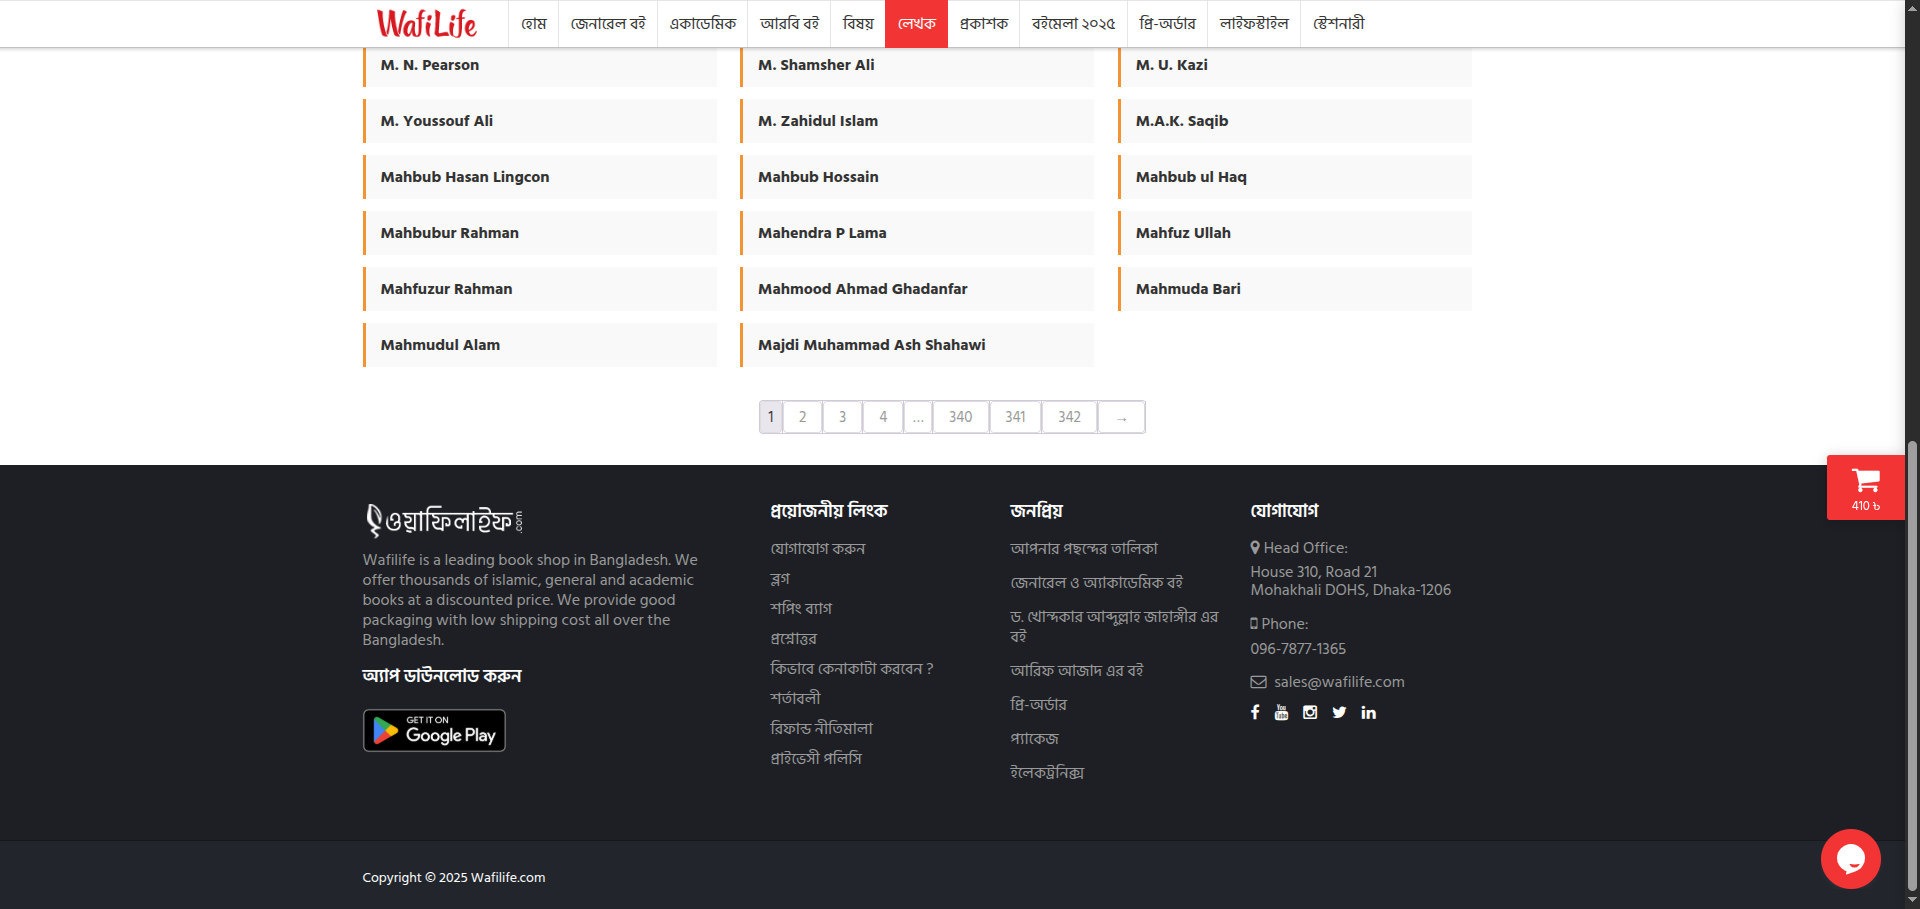 WafiLife
হোম
জেনারেল বই
একাডেমিক
আরবি বই
বিষয়
লেখক
প্রকাশক
বইমেলা ২০২৫
প্রি-অর্ডার
লাইফস্টাইল
স্টেশনারী
M. N. Pearson
M. Shamsher Ali
M. U. Kazi
M. Youssouf Ali
M. Zahidul Islam
M.A.K. Saqib
Mahbub Hasan Lingcon
Mahbub Hossain
Mahbub ul Haq
Mahbubur Rahman
Mahendra P Lama
Mahfuz Ullah
Mahfuzur Rahman
Mahmood Ahmad Ghadanfar
Mahmuda Bari
Mahmudul Alam
Majdi Muhammad Ash Shahawi
1 2 3 4 … 340 341 342 →
410 ৳
ওয়াফিলাইফ.com
Wafilife is a leading book shop in Bangladesh. We
offer thousands of islamic, general and academic
books at a discounted price. We provide good
packaging with low shipping cost all over the
Bangladesh.
অ্যাপ ডাউনলোড করুন
GET IT ON
Google Play
প্রয়োজনীয় লিংক
যোগাযোগ করুন
ব্লগ
শপিং ব্যাগ
প্রশ্নোত্তর
কিভাবে কেনাকাটা করবেন ?
শর্তাবলী
রিফান্ড নীতিমালা
প্রাইভেসী পলিসি
জনপ্রিয়
আপনার পছন্দের তালিকা
জেনারেল ও অ্যাকাডেমিক বই
ড. খোন্দকার আব্দুল্লাহ জাহাঙ্গীর এর
বই
আরিফ আজাদ এর বই
প্রি-অর্ডার
প্যাকেজ
ইলেকট্রনিক্স
যোগাযোগ
Head Office:
House 310, Road 21
Mohakhali DOHS, Dhaka-1206
Phone:
096-7877-1365
sales@wafilife.com
Copyright © 2025 Wafilife.com